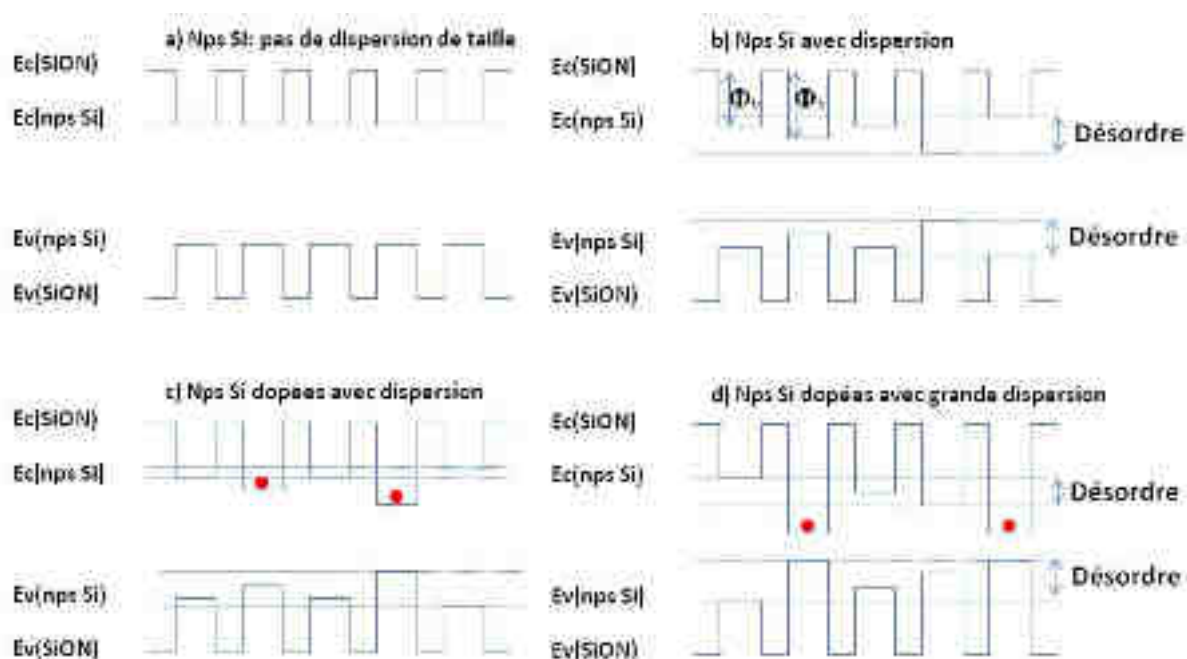 a) Nps Si: pas de dispersion de taille
Ec(SiON)
Ec(nps Si)
Ev(nps Si)
Ev(SiON)
b) Nps Si avec dispersion
Ec(SiON)
Φ Φ
Ec(nps Si)
Désordre
Ev(nps Si)
Désordre
Ev(SiON)
c) Nps Si dopées avec dispersion
Ec(SiON)
Ec(nps Si)
Ev(nps Si)
Ev(SiON)
d) Nps Si dopées avec grande dispersion
Ec(SiON)
Ec(nps Si)
Désordre
Ev(nps Si)
Désordre
Ev(SiON)